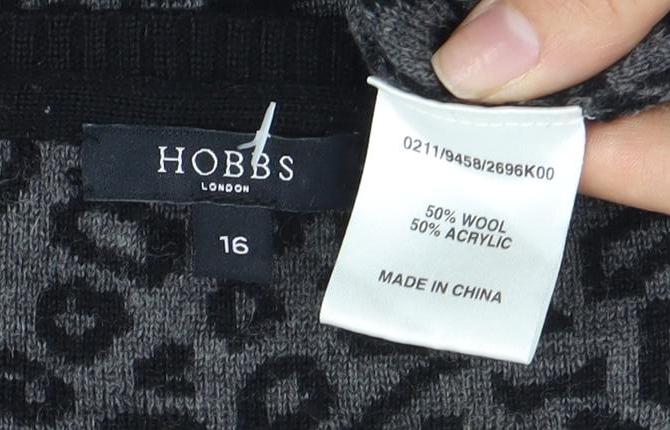 HOBBS
LONDON
16
0211/9458/2696K00
50% WOOL
50% ACRYLIC
MADE IN CHINA